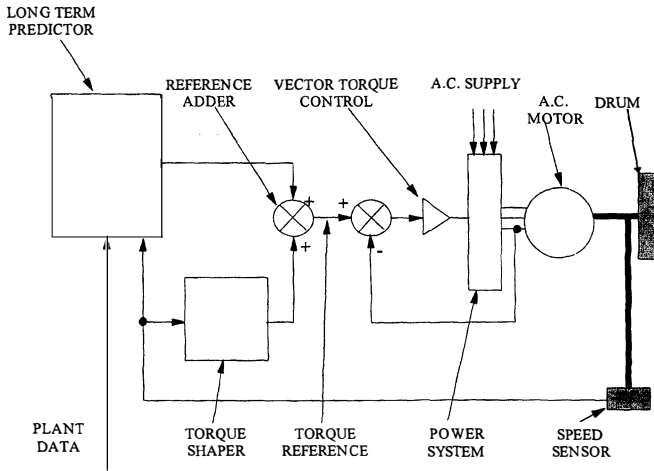 LONG TERM
PREDICTOR
REFERENCE
ADDER
VECTOR TORQUE
CONTROL
A.C. SUPPLY
A.C.
MOTOR
DRUM
+
+
+
-
PLANT
DATA
TORQUE
SHAPER
TORQUE
REFERENCE
POWER
SYSTEM
SPEED
SENSOR